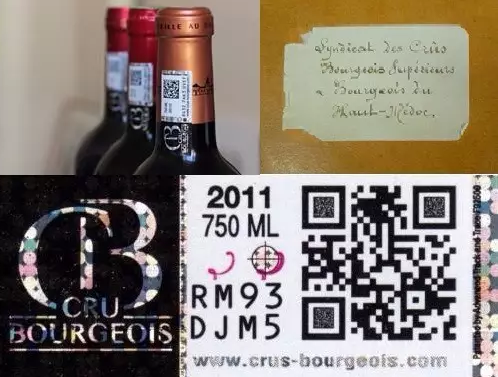 Syndicat des Crûs
Bourgeois Supérieurs
Bourgeois du
Haut-Médoc.
CB
CRU
BOURGEOIS
2011
750 ML
RM93
DJM5
www.crus-bourgeois.com